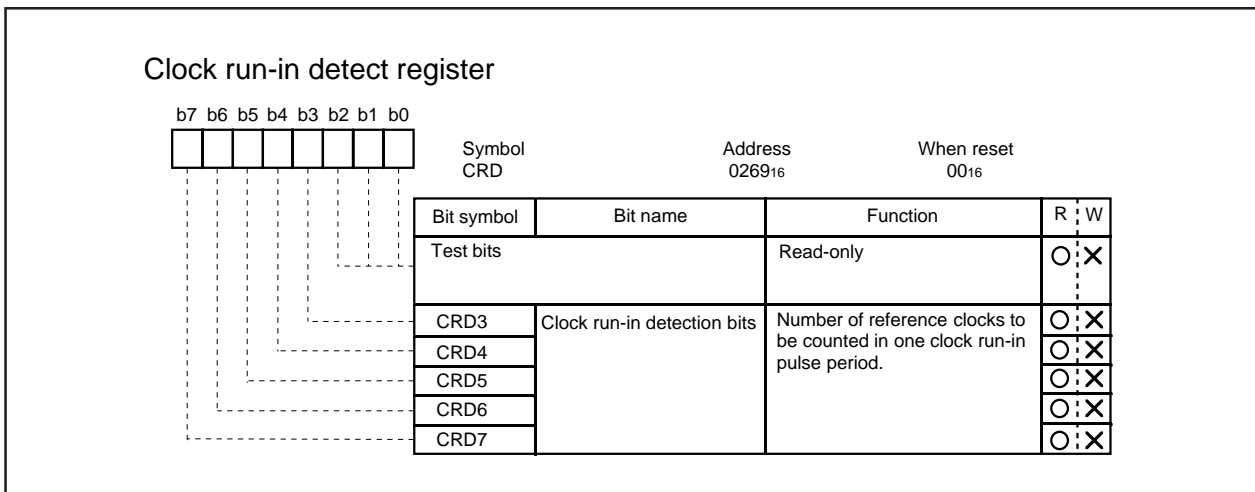 Clock run-in detect register
b7 b6 b5 b4 b3 b2 b1 b0
Symbol Address When reset
CRD 026916 0016
Bit symbol Bit name Function R W
Test bits Read-only O X
CRD3 Clock run-in detection bits Number of reference clocks to O X
be counted in one clock run-in
CRD4 O X
pulse period.
CRD5 O X
CRD6 O X
CRD7 O X